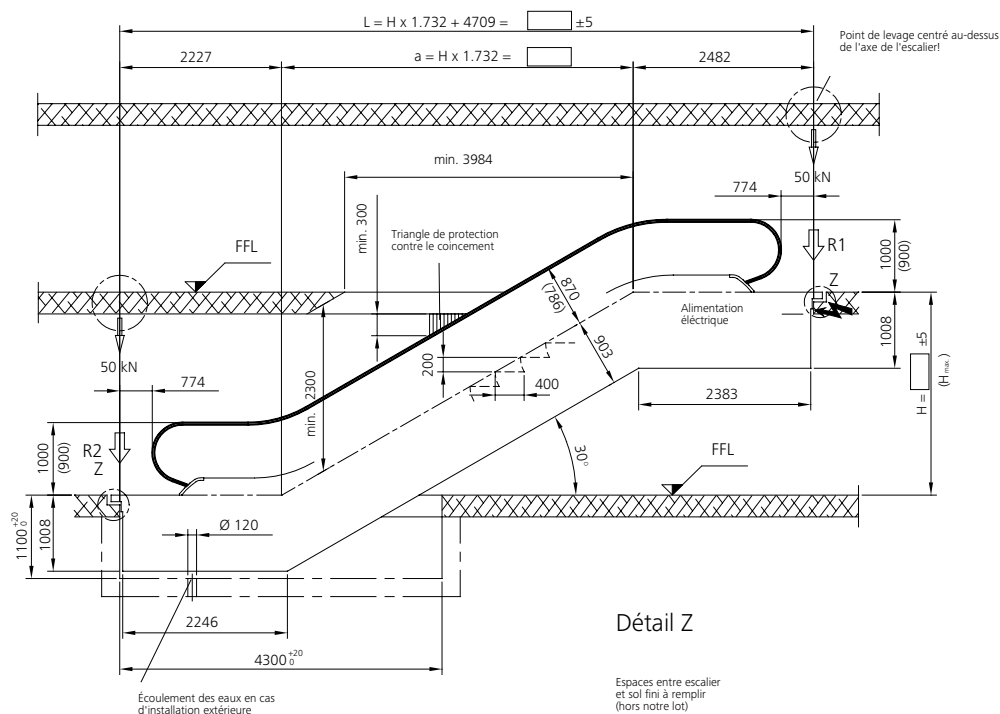 L = H x 1.732 + 4709 = ±5
Point de levage centré au-dessus
de l'axe de l'escalier!
2227
a = H x 1.732 =
2482
min. 3984
50 kN
774
min. 300
Triangle de protection
contre le coincement
FFL
R1
Z
1000
(900)
870
(786)
Alimentation
éléctrique
1008
903
200
400
min. 2300
50 kN
774
2383
H = ±5
(H max.)
R2
Z
1000
(900)
30°
FFL
1100 +20 0
1008
Ø 120
2246
Détail Z
4300 +20 0
Écoulement des eaux en cas
d'installation extérieure
Espaces entre escalier
et sol fini à remplir
(hors notre lot)